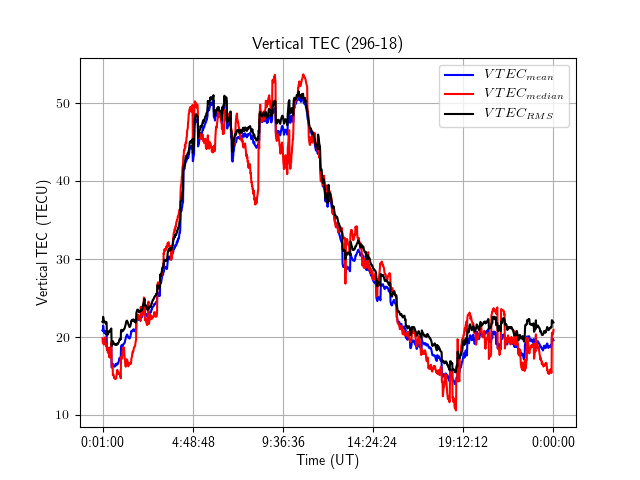 Vertical TEC (296-18)
VTEC_mean
VTEC_median
VTEC_RMS
Vertical TEC (TECU)
50
40
30
20
10
0:01:00 4:48:48 9:36:36 14:24:24 19:12:12 0:00:00
Time (UT)